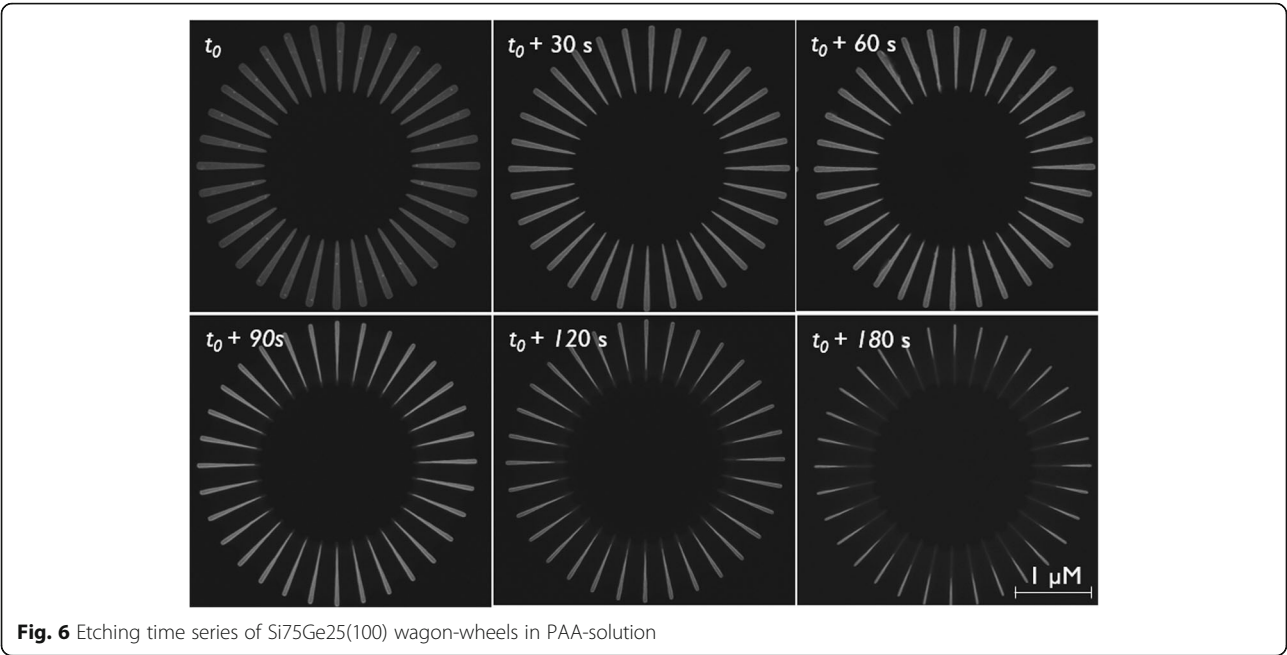 t0
t0 + 30 s
t0 + 60 s
t0 + 90s
t0 + 120 s
t0 + 180 s
1 µM
Fig. 6 Etching time series of Si75Ge25(100) wagon-wheels in PAA-solution